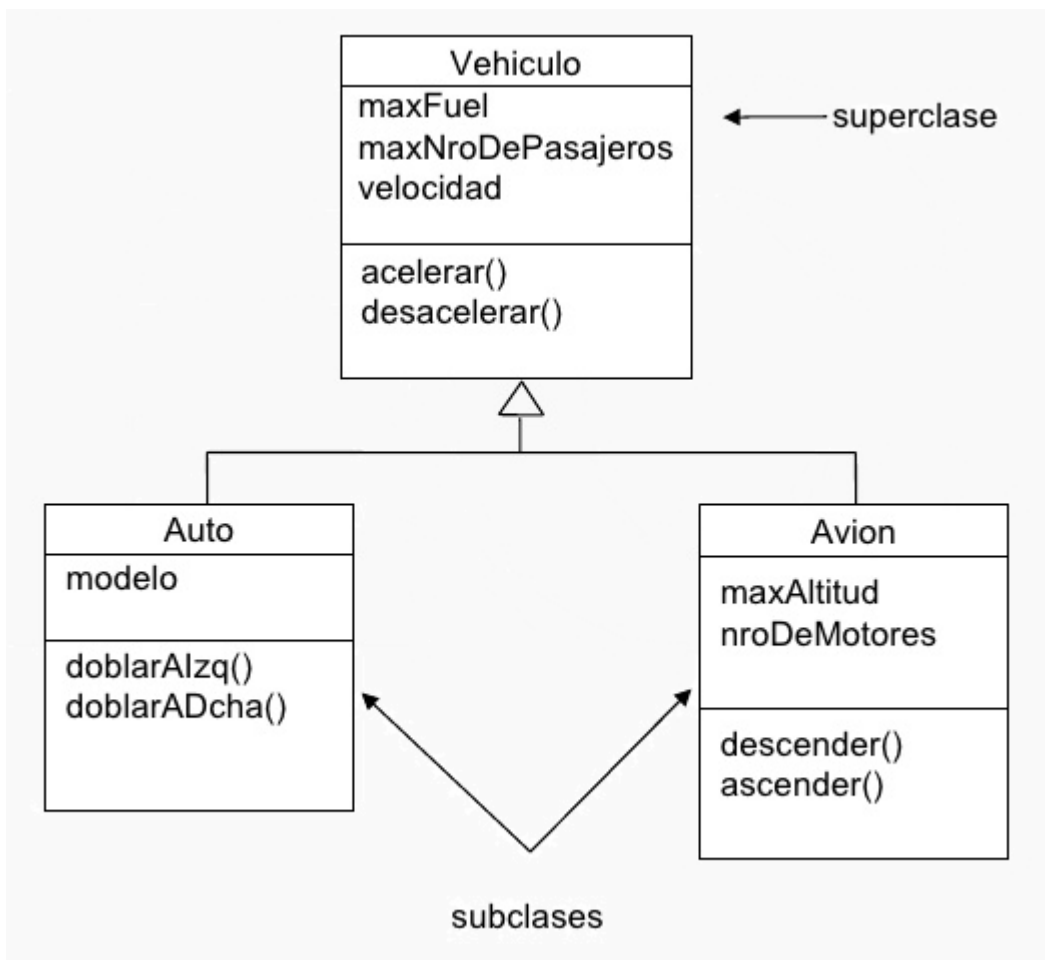 Vehiculo
maxFuel
maxNroDePasajeros
velocidad
acelerar()
desacelerar()
superclase
Auto
modelo
doblarAIzq()
doblarADcha()
Avion
maxAltitud
nroDeMotores
descender()
ascender()
subclases